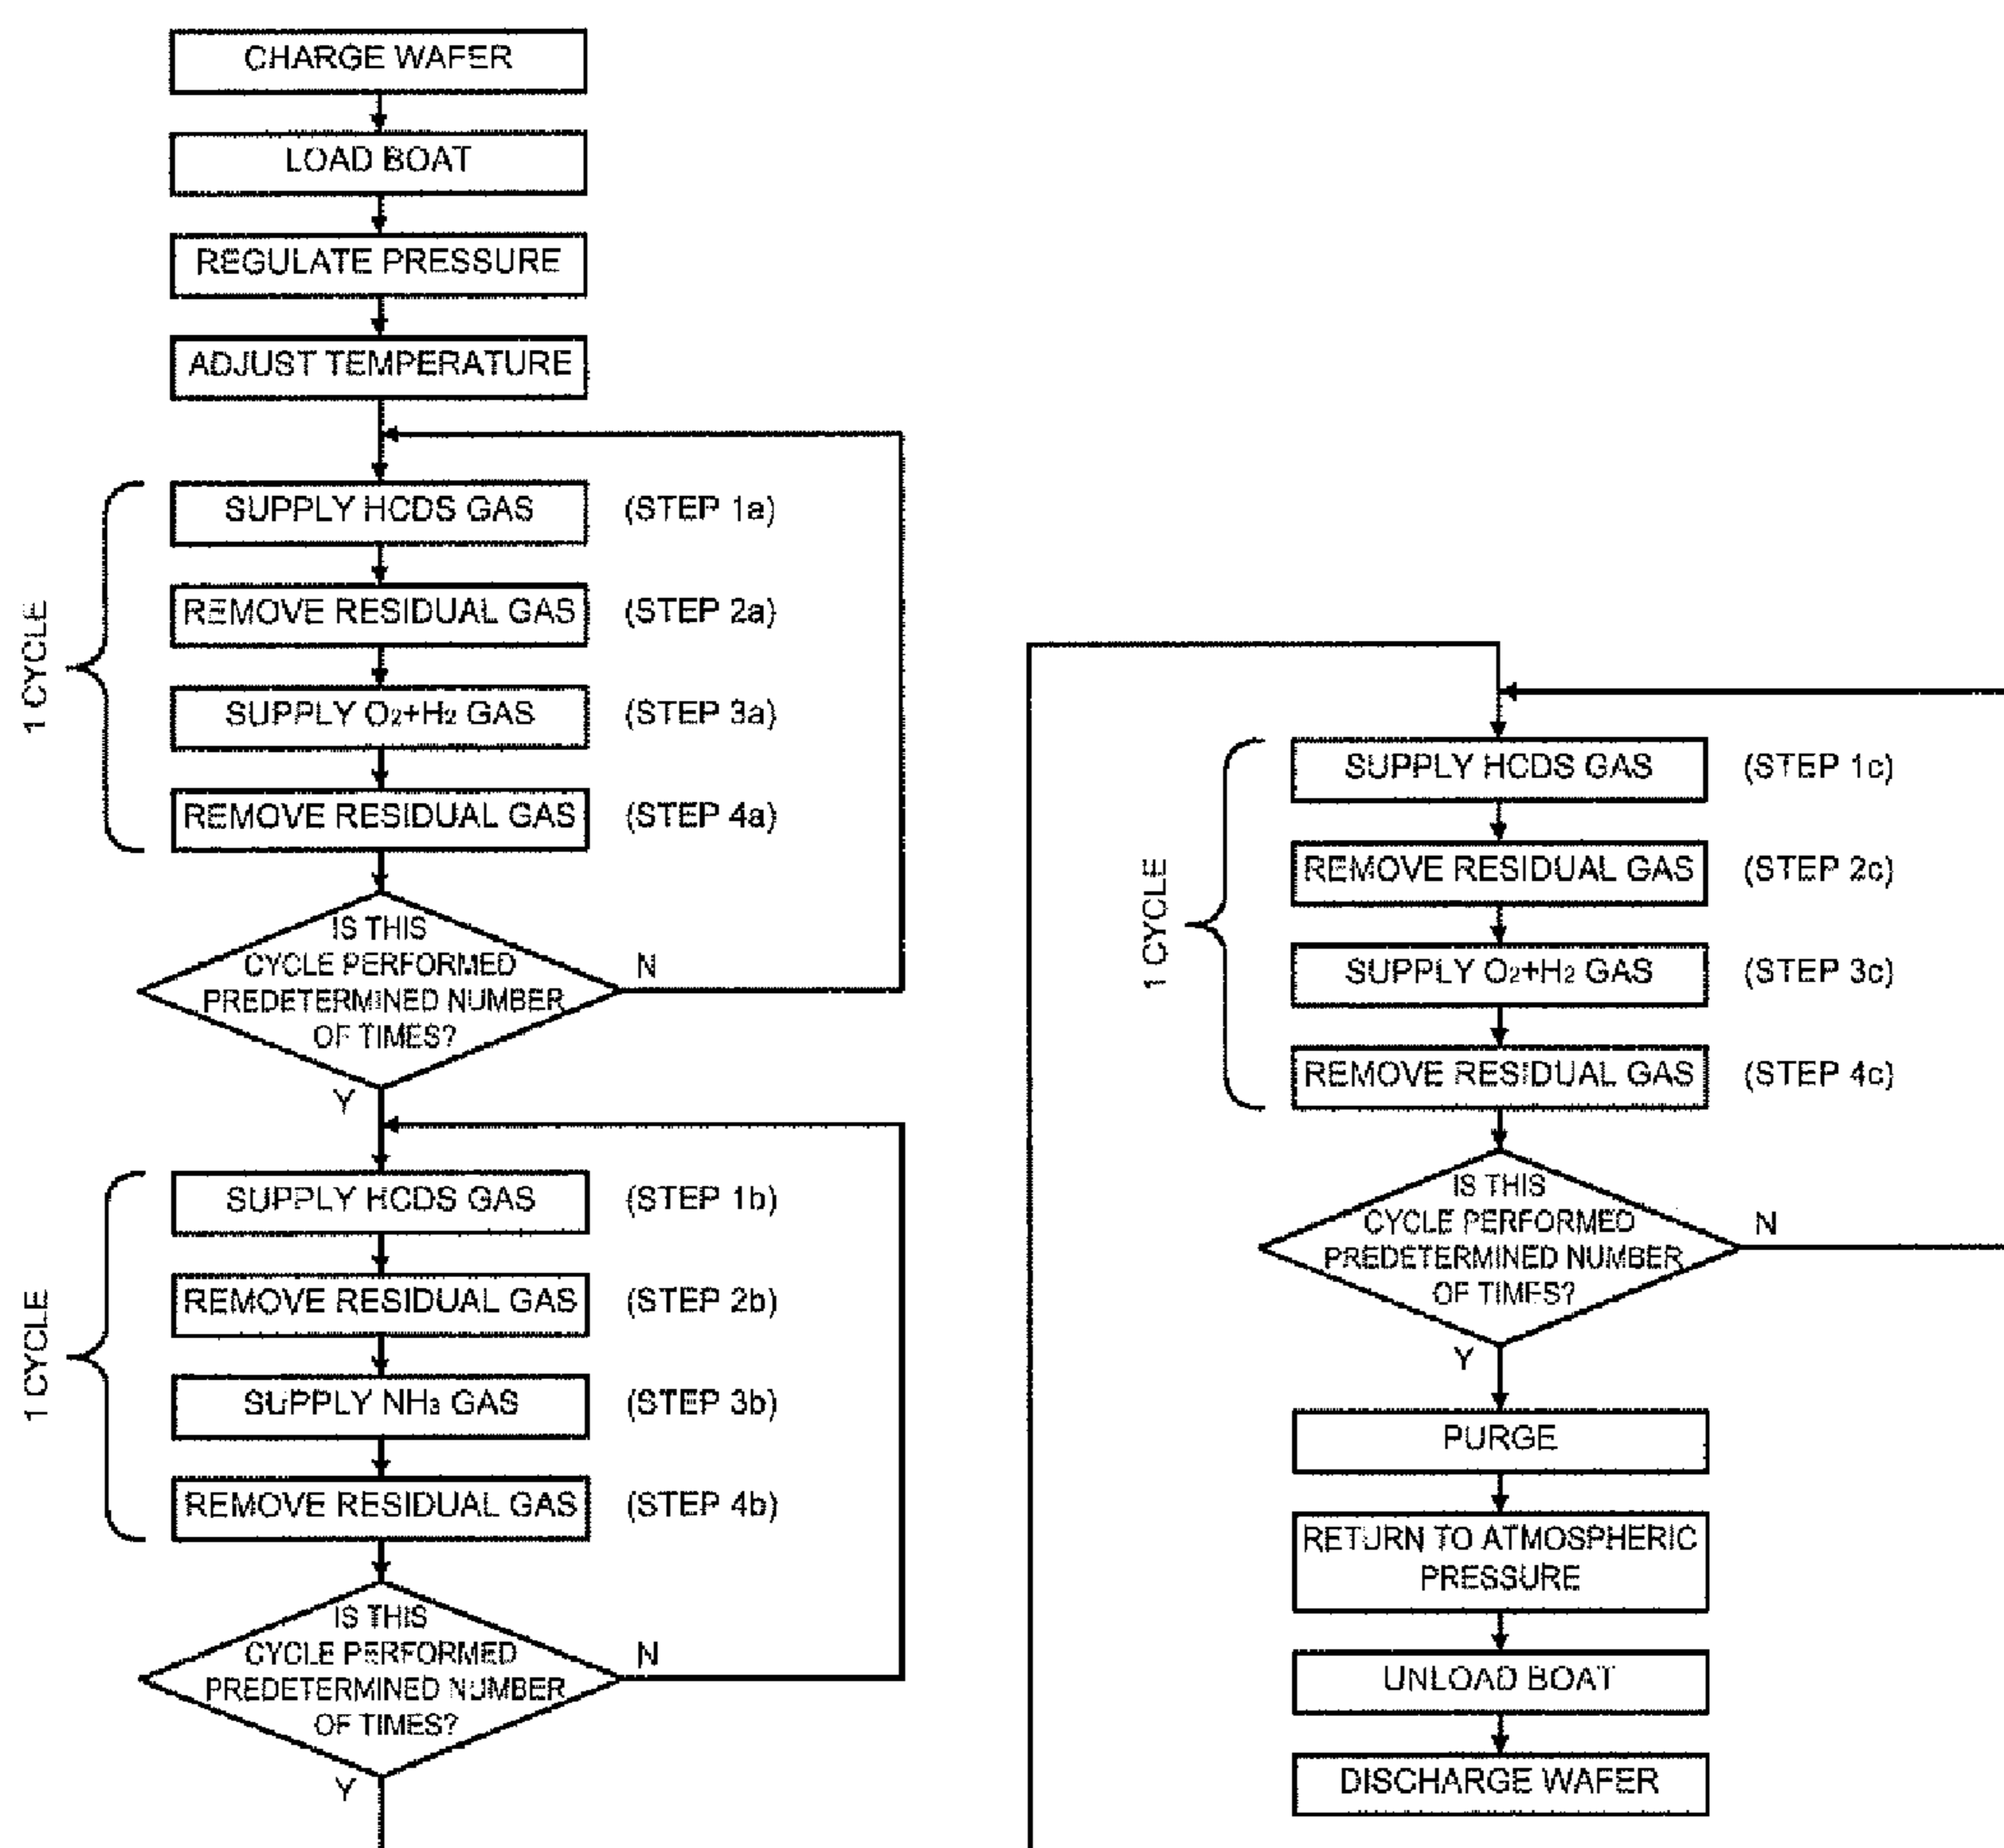 CHARGE WAFER
LOAD BOAT
REGULATE PRESSURE
ADJUST TEMPERATURE
1 CYCLE
SUPPLY HCDS GAS (STEP 1a)
REMOVE RESIDUAL GAS (STEP 2a)
SUPPLY O₂+H₂ GAS (STEP 3a)
REMOVE RESIDUAL GAS (STEP 4a)
IS THIS
CYCLE PERFORMED
PREDETERMINED NUMBER
OF TIMES?
N
Y
1 CYCLE
SUPPLY HCDS GAS (STEP 1b)
REMOVE RESIDUAL GAS (STEP 2b)
SUPPLY NH₃ GAS (STEP 3b)
REMOVE RESIDUAL GAS (STEP 4b)
IS THIS
CYCLE PERFORMED
PREDETERMINED NUMBER
OF TIMES?
N
Y
1 CYCLE
SUPPLY HCDS GAS (STEP 1c)
REMOVE RESIDUAL GAS (STEP 2c)
SUPPLY O₂+H₂ GAS (STEP 3c)
REMOVE RESIDUAL GAS (STEP 4c)
IS THIS
CYCLE PERFORMED
PREDETERMINED NUMBER
OF TIMES?
N
Y
PURGE
RETURN TO ATMOSPHERIC
PRESSURE
UNLOAD BOAT
DISCHARGE WAFER